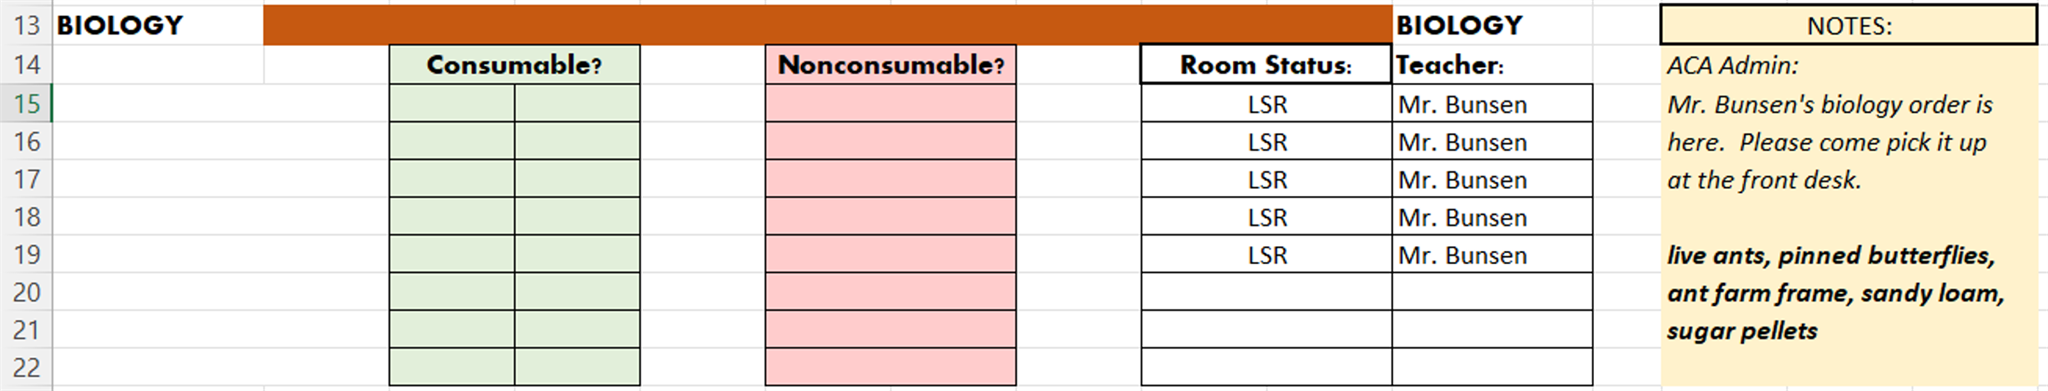 13 BIOLOGY BIOLOGY NOTES:
14 Consumable? Nonconsumable? Room Status: Teacher: ACA Admin:
15 LSR Mr. Bunsen Mr. Bunsen's biology order is
16 LSR Mr. Bunsen here. Please come pick it up
17 LSR Mr. Bunsen at the front desk.
18 LSR Mr. Bunsen
19 LSR Mr. Bunsen live ants, pinned butterflies,
20 ant farm frame, sandy loam,
21 sugar pellets
22